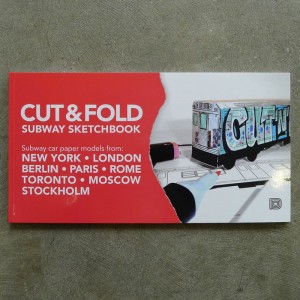 CUT & FOLD
SUBWAY SKETCHBOOK
Subway car paper models from:
NEW YORK • LONDON
BERLIN • PARIS • ROME
TORONTO • MOSCOW
STOCKHOLM